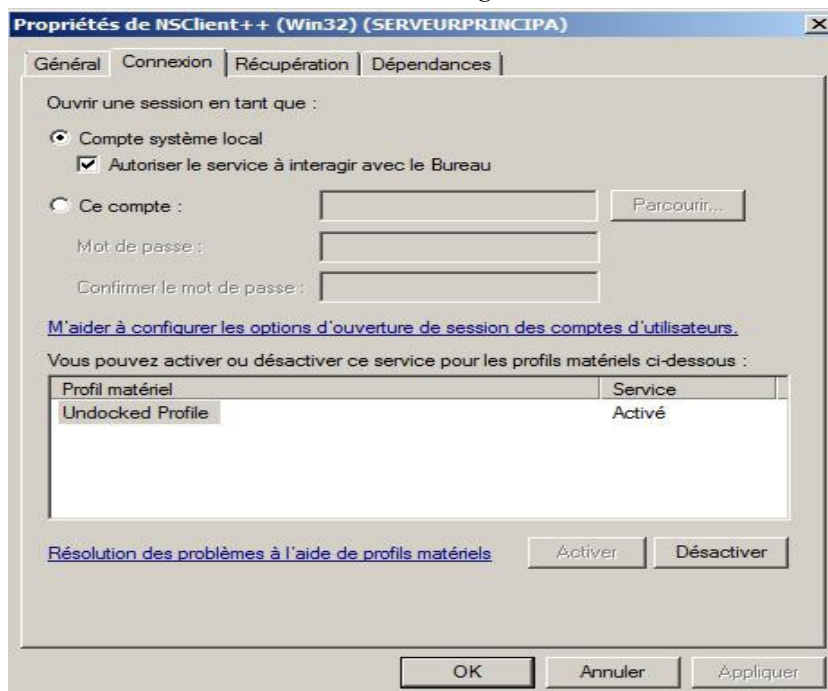 Propriétés de NSClient++ (Win32) (SERVEURPRINCIPA)
Général Connexion Récupération Dépendances
Ouvrir une session en tant que :
Compte système local
Autoriser le service à interagir avec le Bureau
Ce compte : Parcourir...
Mot de passe :
Confirmer le mot de passe :
M'aider à configurer les options d'ouverture de session des comptes d'utilisateurs.
Vous pouvez activer ou désactiver ce service pour les profils matériels ci-dessous :
Profil matériel Service
Undocked Profile Activé
Résolution des problèmes à l'aide de profils matériels Activer Désactiver
OK Annuler Appliquer